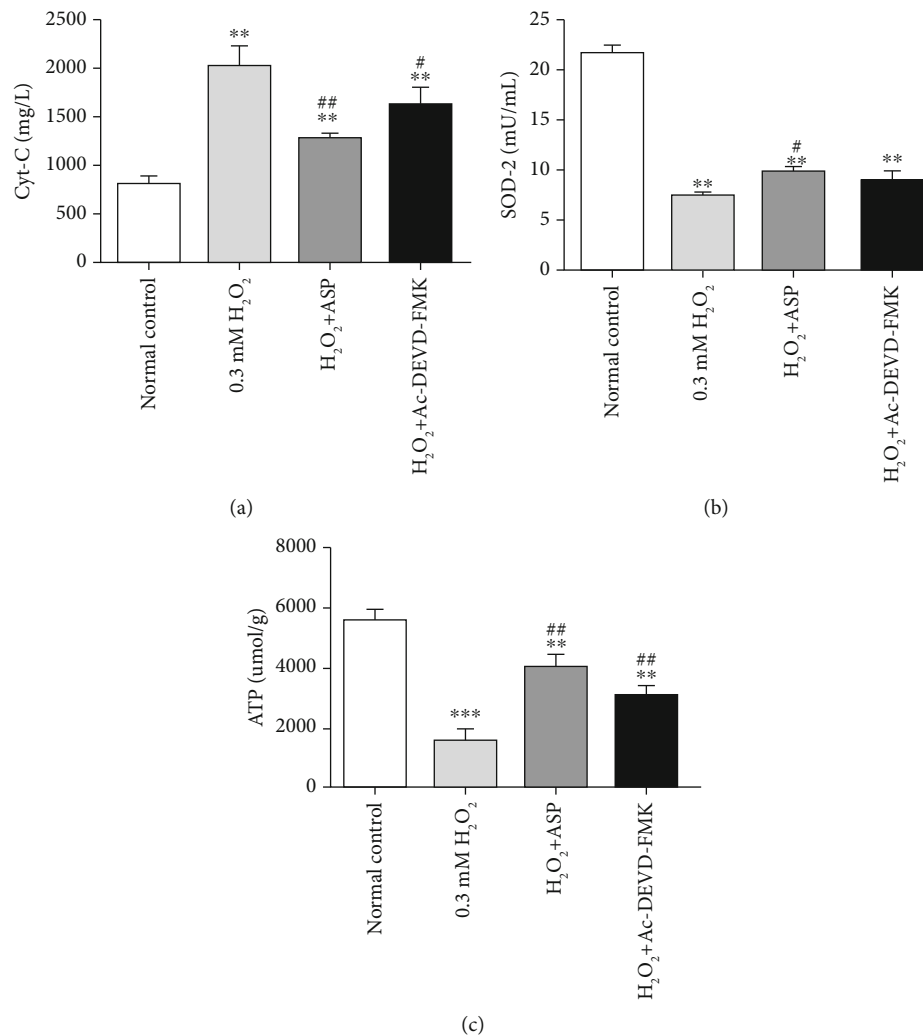 2500
2000
1500
1000
500
0
Cyt-C (mg/L)
**
##
**
#
**
Normal control
0.3 mM H₂O₂
H₂O₂+ASP
H₂O₂+Ac-DEVD-FMK
(a)
25
20
15
10
5
0
SOD-2 (mU/mL)
**
#
**
**
Normal control
0.3 mM H₂O₂
H₂O₂+ASP
H₂O₂+Ac-DEVD-FMK
(b)
8000
6000
4000
2000
0
ATP (umol/g)
***
##
**
##
**
Normal control
0.3 mM H₂O₂
H₂O₂+ASP
H₂O₂+Ac-DEVD-FMK
(c)